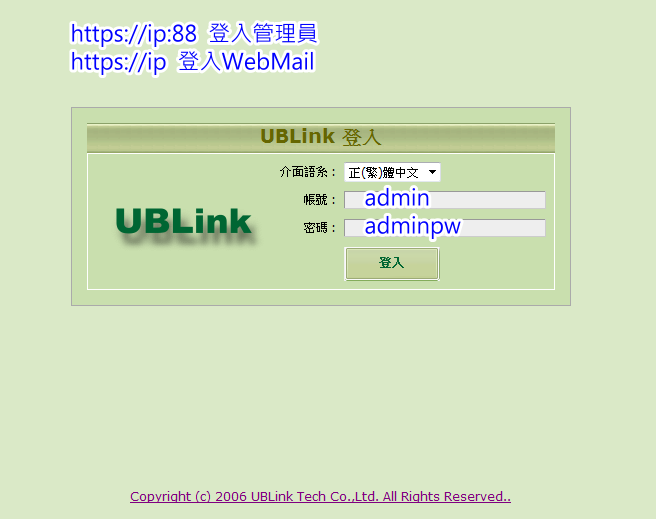 https://ip:88 登入管理員
https://ip 登入WebMail
UBLink 登入
介面語系： 正(繁)體中文
帳號： admin
UBLink
密碼： adminpw
登入
Copyright (c) 2006 UBLink Tech Co.,Ltd. All Rights Reserved..